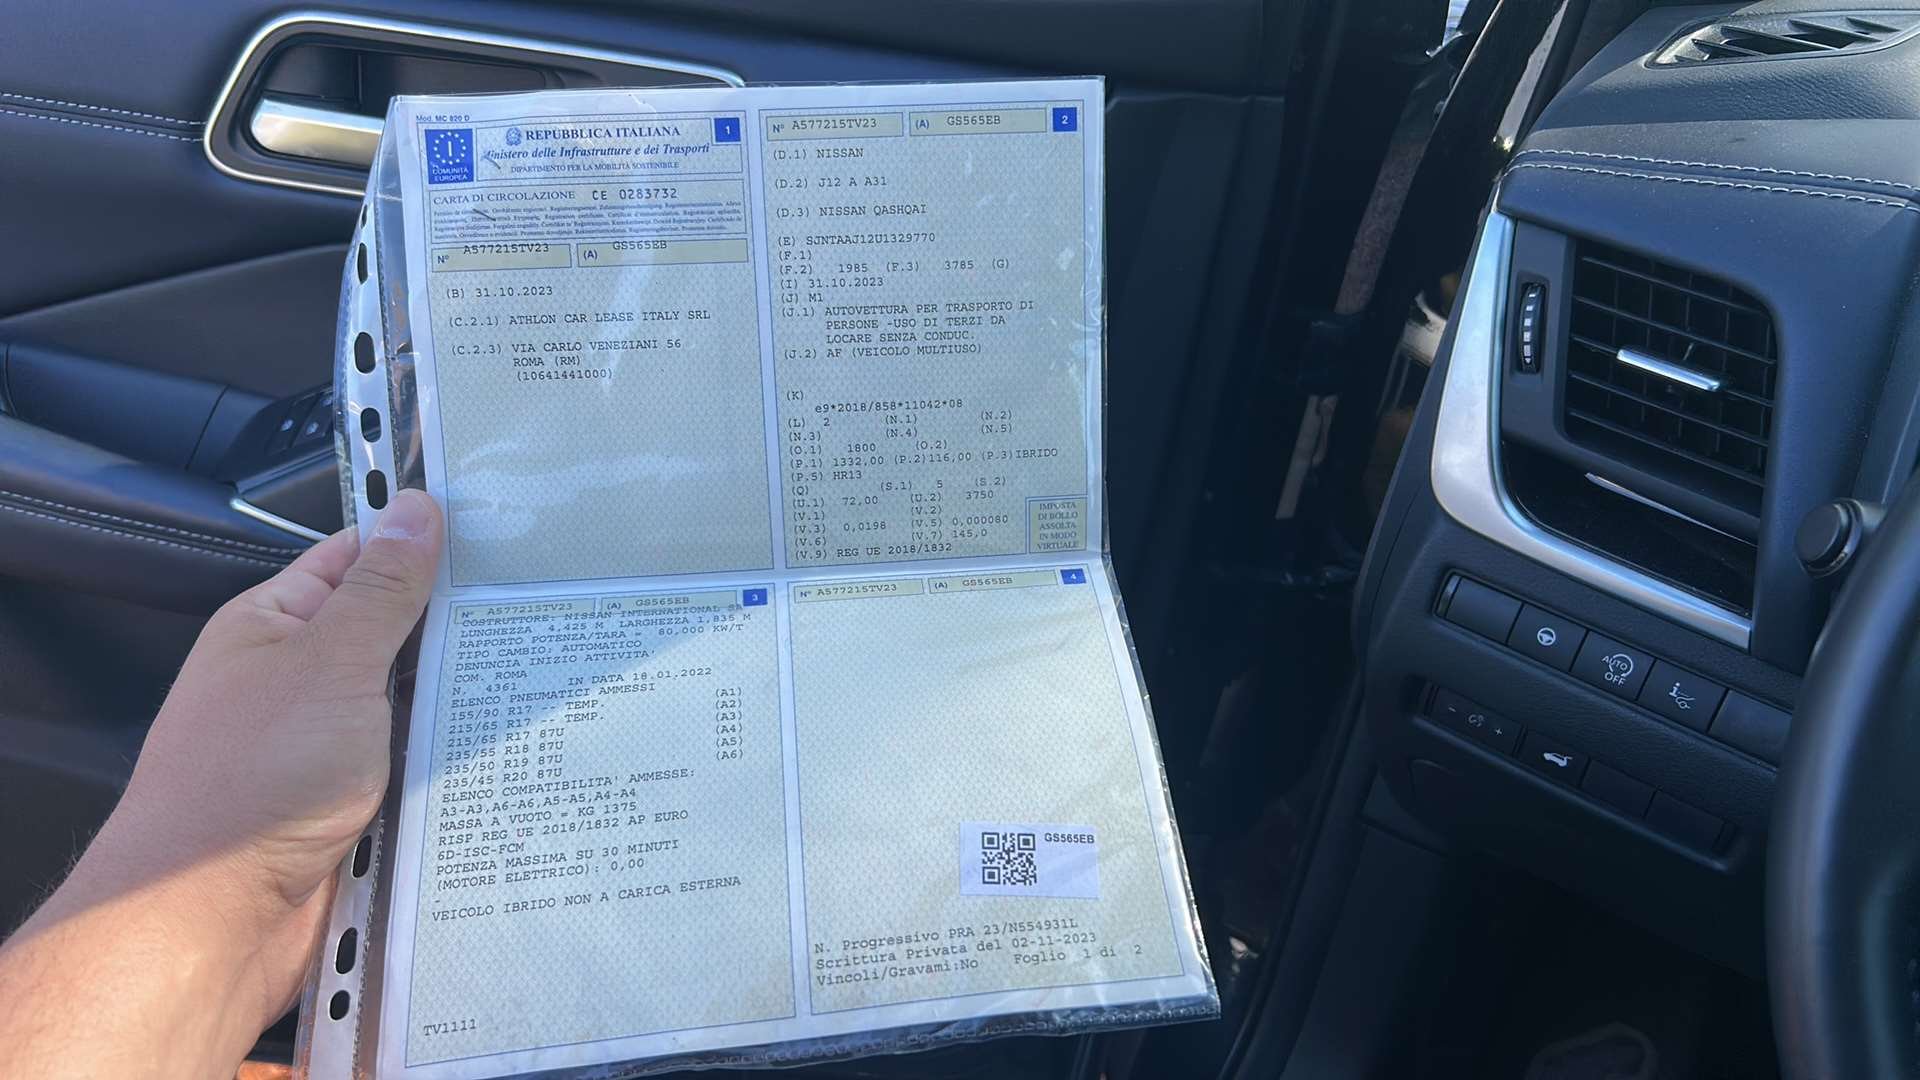 Mod. MC 820 D
1
REPUBBLICA ITALIANA
Ministero delle Infrastrutture e dei Trasporti
DIPARTIMENTO PER LA MOBILITÀ SOSTENIBILE
COMUNITÀ
EUROPEA
I
CARTA DI CIRCOLAZIONE CE 0283732
N° A577215TV23 (A) GS565EB
(B) 31.10.2023
(C.2.1) ATHLON CAR LEASE ITALY SRL
(C.2.3) VIA CARLO VENEZIANI 56
ROMA (RM)
(10641441000)
N° A577215TV23 (A) GS565EB 2
(D.1) NISSAN
(D.2) J12 A A31
(D.3) NISSAN QASHQAI
(E) SJNTAAJ12U1329770
(F.1)
(F.2) 1985 (F.3) 3785 (G)
(I) 31.10.2023
(J) M1
(J.1) AUTOVETTURA PER TRASPORTO DI
PERSONE -USO DI TERZI DA
LOCARE SENZA CONDUC.
(J.2) AF (VEICOLO MULTIUSO)
(K)
e9*2018/858*11042*08
(L) 2 (N.1) (N.2)
(N.3) (N.4) (N.5)
(O.1) 1800 (O.2)
(P.1) 1332,00 (P.2)116,00 (P.3)IBRIDO
(P.5) HR13
(Q) (S.1) 5 (S.2)
(U.1) 72,00 (U.2) 3750
(V.1) (V.2)
(V.3) 0,0198 (V.5) 0,000080
(V.6) (V.7) 145,0
(V.9) REG UE 2018/1832
IMPOSTA
DI BOLLO
ASSOLTA
IN MODO
VIRTUALE
N° A577215TV23 (A) GS565EB 3
COSTRUTTORE: NISSAN INTERNATIONAL SA
LUNGHEZZA 4,425 M LARGHEZZA 1,835 M
RAPPORTO POTENZA/TARA = 80,000 KW/T
TIPO CAMBIO: AUTOMATICO
DENUNCIA INIZIO ATTIVITA'
COM. ROMA
N. 4361 IN DATA 18.01.2022
ELENCO PNEUMATICI AMMESSI
155/90 R17 -- TEMP. (A1)
215/65 R17 -- TEMP. (A2)
215/65 R17 87U (A3)
235/55 R18 87U (A4)
235/50 R19 87U (A5)
235/45 R20 87U (A6)
ELENCO COMPATIBILITA' AMMESSE:
A3-A3,A6-A6,A5-A5,A4-A4
MASSA A VUOTO = KG 1375
RISP REG UE 2018/1832 AP EURO
6D-ISC-FCM
POTENZA MASSIMA SU 30 MINUTI
(MOTORE ELETTRICO): 0,00
-
VEICOLO IBRIDO NON A CARICA ESTERNA
TV1111
N° A577215TV23 (A) GS565EB 4
GS565EB
N. Progressivo PRA 23/N554931L
Scrittura Privata del 02-11-2023
Vincoli/Gravami:No Foglio 1 di 2
AUTO
OFF
- +